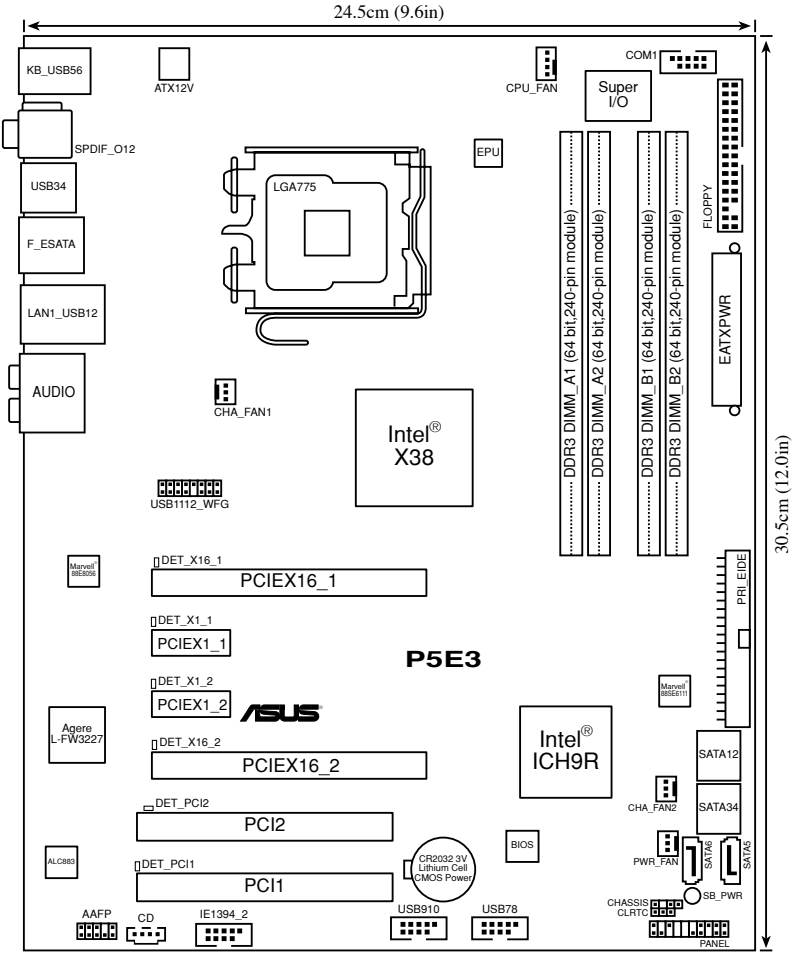 24.5cm (9.6in)
KB_USB56
ATX12V
CPU_FAN
COM1
Super
I/O
SPDIF_O12
EPU
FLOPPY
USB34
LGA775
F_ESATA
DDR3 DIMM_A1 (64 bit,240-pin module)
DDR3 DIMM_A2 (64 bit,240-pin module)
DDR3 DIMM_B1 (64 bit,240-pin module)
DDR3 DIMM_B2 (64 bit,240-pin module)
EATXPWR
LAN1_USB12
AUDIO
CHA_FAN1
Intel®
X38
30.5cm (12.0in)
USB1112_WFG
Marvell®
88E8056
DET_X16_1
PCIEX16_1
PRI_EIDE
DET_X1_1
PCIEX1_1
P5E3
DET_X1_2
PCIEX1_2
ASUS
Marvell®
88SE6111
Agere
L-FW3227
Intel®
ICH9R
DET_X16_2
PCIEX16_2
SATA12
SATA34
CHA_FAN2
DET_PCI2
PCI2
BIOS
CR2032 3V
Lithium Cell
CMOS Power
PWR_FAN
SATA6
SATA5
ALC883
DET_PCI1
PCI1
SB_PWR
CHASSIS
CLRTC
AAFP
CD
IE1394_2
USB910
USB78
PANEL